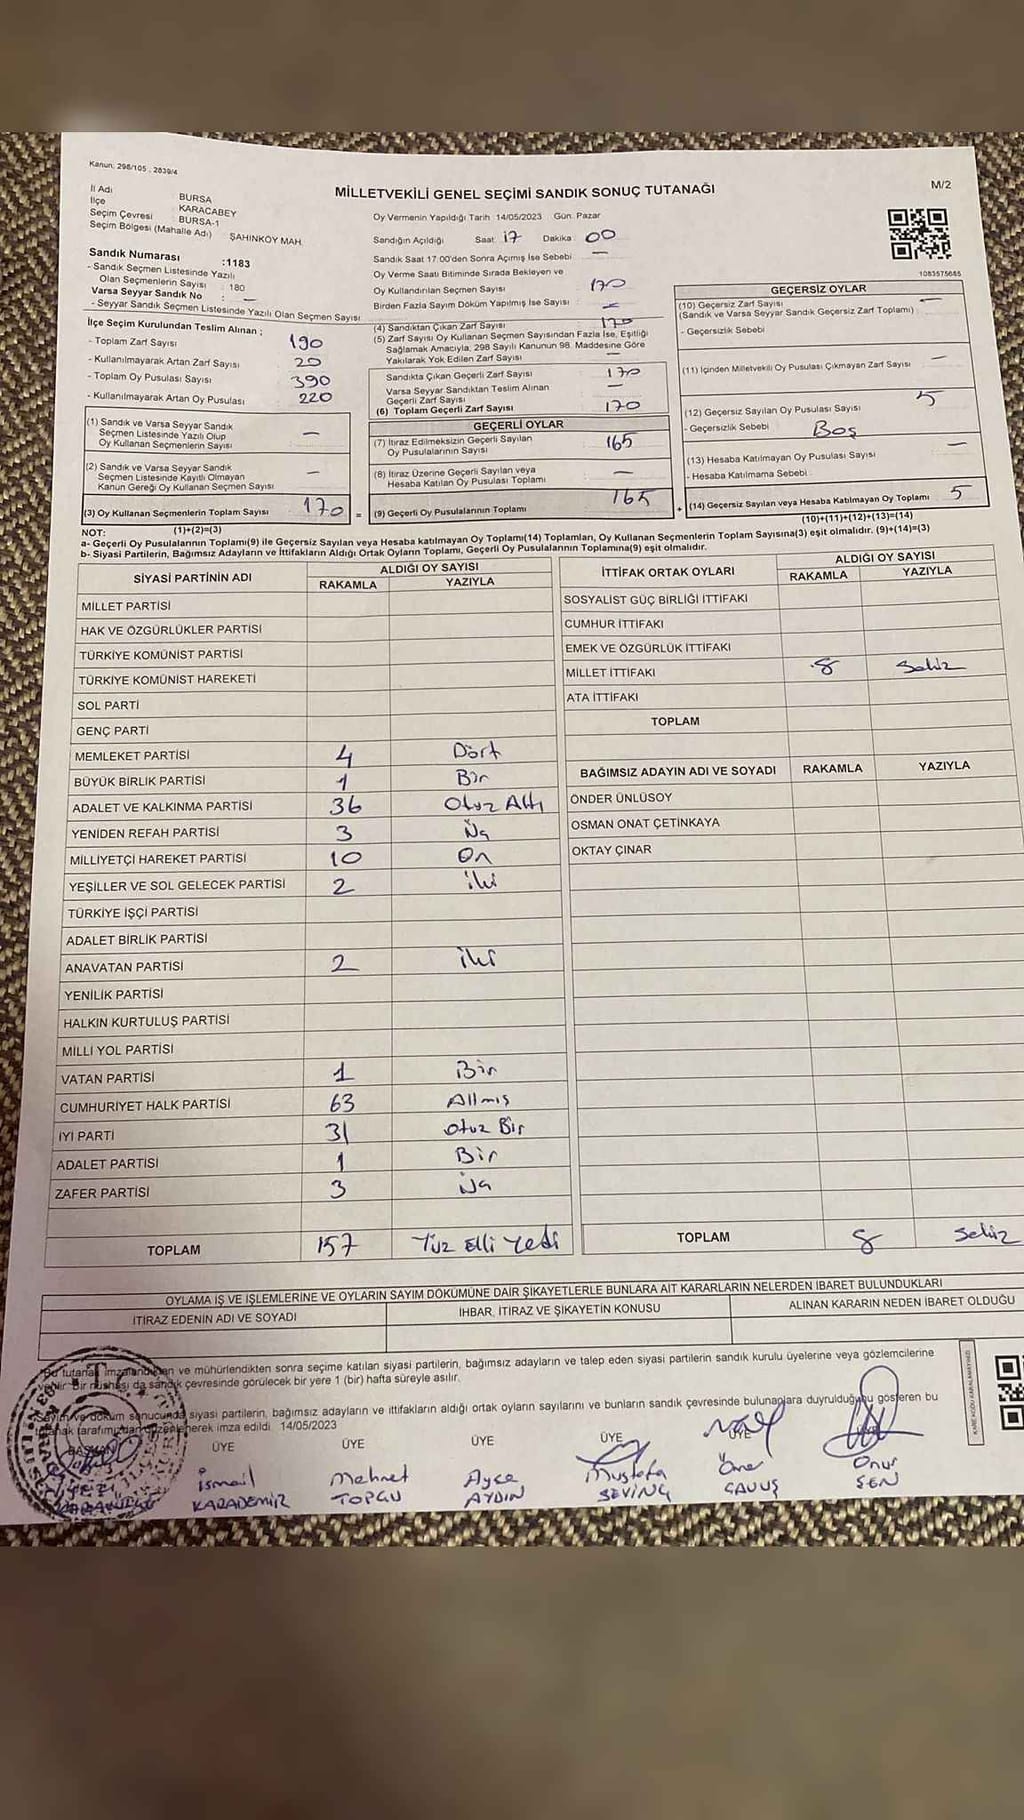 Kanun: 298/105 , 2839/4
MİLLETVEKİLİ GENEL SEÇİMİ SANDIK SONUÇ TUTANAĞI
M/2
İl Adı : BURSA
İlçe : KARACABEY
Seçim Çevresi : BURSA-1
Seçim Bölgesi (Mahalle Adı) : ŞAHİNKÖY MAH.
Sandık Numarası :1183
- Sandık Seçmen Listesinde Yazılı
Olan Seçmenlerin Sayısı : 180
Varsa Seyyar Sandık No : —
- Seyyar Sandık Seçmen Listesinde Yazılı Olan Seçmen Sayısı
Oy Vermenin Yapıldığı Tarih : 14/05/2023 Gün: Pazar
Sandığın Açıldığı Saat: 17 Dakika : 00
Sandık Saat 17.00'den Sonra Açımış İse Sebebi : —
Oy Verme Saati Bitiminde Sırada Bekleyen ve
Oy Kullandırılan Seçmen Sayısı : 170
Birden Fazla Sayım Döküm Yapılmış İse Sayısı : —
1083575685
İlçe Seçim Kurulundan Teslim Alınan ;
- Toplam Zarf Sayısı : 190
- Kullanılmayarak Artan Zarf Sayısı : 20
- Toplam Oy Pusulası Sayısı : 390
- Kullanılmayarak Artan Oy Pusulası : 220
(1) Sandık ve Varsa Seyyar Sandık
Seçmen Listesinde Yazılı Olup
Oy Kullanan Seçmenlerin Sayısı : —
(2) Sandık ve Varsa Seyyar Sandık
Seçmen Listesinde Kayıtlı Olmayan
Kanun Gereği Oy Kullanan Seçmen Sayısı : —
(3) Oy Kullanan Seçmenlerin Toplam Sayısı : 170 =
(1)+(2)=(3)
(4) Sandıktan Çıkan Zarf Sayısı : 170
(5) Zarf Sayısı Oy Kullanan Seçmen Sayısından Fazla İse, Eşitliği
Sağlamak Amacıyla, 298 Sayılı Kanunun 98. Maddesine Göre
Yakılarak Yok Edilen Zarf Sayısı : —
Sandıkta Çıkan Geçerli Zarf Sayısı : 170
Varsa Seyyar Sandıktan Teslim Alınan
Geçerli Zarf Sayısı : —
(6) Toplam Geçerli Zarf Sayısı : 170
GEÇERLİ OYLAR
(7) İtiraz Edilmeksizin Geçerli Sayılan
Oy Pusulalarının Sayısı : 165
(8) İtiraz Üzerine Geçerli Sayılan veya
Hesaba Katılan Oy Pusulası Toplamı : —
(9) Geçerli Oy Pusulalarının Toplamı : 165 +
GEÇERSİZ OYLAR
(10) Geçersiz Zarf Sayısı : —
(Sandık ve Varsa Seyyar Sandık Geçersiz Zarf Toplamı)
- Geçersizlik Sebebi :
(11) İçinden Milletvekili Oy Pusulası Çıkmayan Zarf Sayısı : —
(12) Geçersiz Sayılan Oy Pusulası Sayısı : 5
- Geçersizlik Sebebi : Boş
(13) Hesaba Katılmayan Oy Pusulası Sayısı : —
- Hesaba Katılmama Sebebi :
(14) Geçersiz Sayılan veya Hesaba Katılmayan Oy Toplamı : 5
(10)+(11)+(12)+(13)=(14)
NOT:
a- Geçerli Oy Pusulalarının Toplamı(9) ile Geçersiz Sayılan veya Hesaba katılmayan Oy Toplamı(14) Toplamları, Oy Kullanan Seçmenlerin Toplam Sayısına(3) eşit olmalıdır. (9)+(14)=(3)
b- Siyasi Partilerin, Bağımsız Adayların ve İttifakların Aldığı Ortak Oyların Toplamı, Geçerli Oy Pusulalarının Toplamına(9) eşit olmalıdır.
SİYASİ PARTİNİN ADI ALDIĞI OY SAYISI
RAKAMLA YAZIYLA
MİLLET PARTİSİ
HAK VE ÖZGÜRLÜKLER PARTİSİ
TÜRKİYE KOMÜNİST PARTİSİ
TÜRKİYE KOMÜNİST HAREKETİ
SOL PARTİ
GENÇ PARTİ
MEMLEKET PARTİSİ 4 Dört
BÜYÜK BİRLİK PARTİSİ 1 Bir
ADALET VE KALKINMA PARTİSİ 36 Otuz Altı
YENİDEN REFAH PARTİSİ 3 Üç
MİLLİYETÇİ HAREKET PARTİSİ 10 On
YEŞİLLER VE SOL GELECEK PARTİSİ 2 iki
TÜRKİYE İŞÇİ PARTİSİ
ADALET BİRLİK PARTİSİ
ANAVATAN PARTİSİ 2 iki
YENİLİK PARTİSİ
HALKIN KURTULUŞ PARTİSİ
MİLLİ YOL PARTİSİ
VATAN PARTİSİ 1 Bir
CUMHURİYET HALK PARTİSİ 63 Altmış
İYİ PARTİ 31 otuz Bir
ADALET PARTİSİ 1 Bir
ZAFER PARTİSİ 3 Üç
TOPLAM 157 Yüz Elli Yedi
İTTİFAK ORTAK OYLARI ALDIĞI OY SAYISI
RAKAMLA YAZIYLA
SOSYALİST GÜÇ BİRLİĞİ İTTİFAKI
CUMHUR İTTİFAKI
EMEK VE ÖZGÜRLÜK İTTİFAKI
MİLLET İTTİFAKI 8 Sekiz
ATA İTTİFAKI
TOPLAM
BAĞIMSIZ ADAYIN ADI VE SOYADI RAKAMLA YAZIYLA
ÖNDER ÜNLÜSOY
OSMAN ONAT ÇETİNKAYA
OKTAY ÇINAR
TOPLAM 8 Sekiz
OYLAMA İŞ VE İŞLEMLERİNE VE OYLARIN SAYIM DÖKÜMÜNE DAİR ŞİKAYETLERLE BUNLARA AİT KARARLARIN NELERDEN İBARET BULUNDUKLARI
İTİRAZ EDENİN ADI VE SOYADI İHBAR, İTİRAZ VE ŞİKAYETİN KONUSU ALINAN KARARIN NEDEN İBARET OLDUĞU
Bu tutanak imzalandıktan ve mühürlendikten sonra seçime katılan siyasi partilerin, bağımsız adayların ve talep eden siyasi partilerin sandık kurulu üyelerine veya gözlemcilerine
verilir. Bir nüshası da sandık çevresinde görülecek bir yere 1 (bir) hafta süreyle asılır.
Sayım ve döküm sonucunda siyasi partilerin, bağımsız adayların ve ittifakların aldığı ortak oyların sayılarını ve bunların sandık çevresinde bulunanlara duyrulduğunu gösteren bu
tutanak tarafımızdan düzenlenerek imza edildi 14/05/2023
BAŞKAN ÜYE ÜYE ÜYE ÜYE ÜYE ÜYE
İsmail Mehmet Ayşe Mustafa Ömer Onur
KARADEMİR TOPÇU AYDIN SEVİNÇ ÇAVUŞ ŞEN